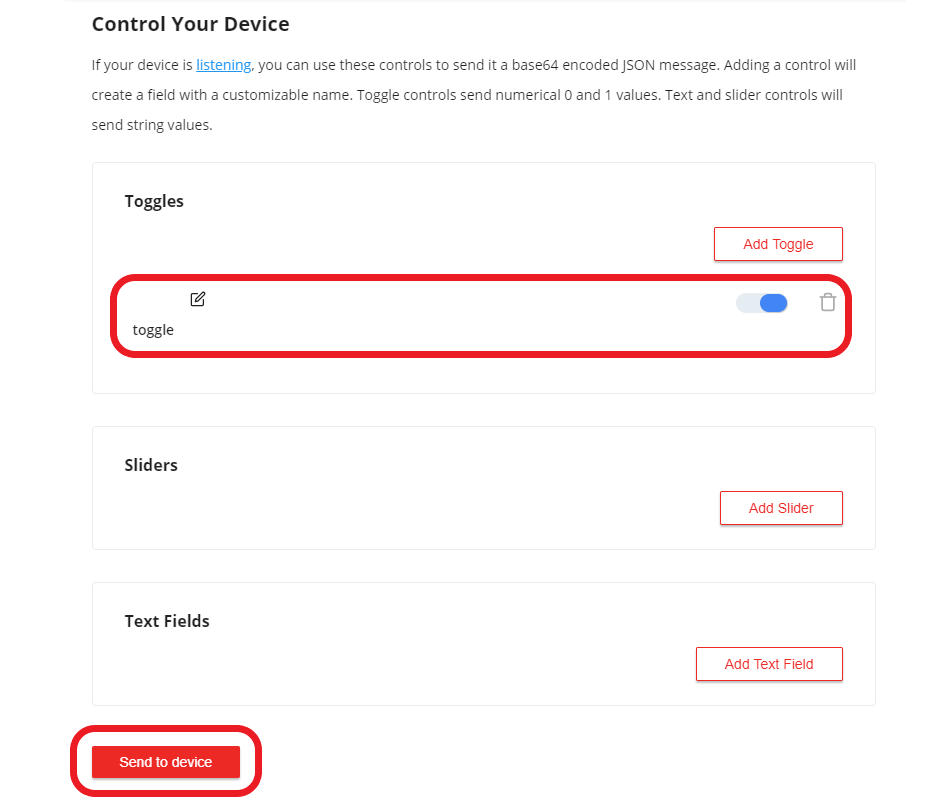 Control Your Device
If your device is listening, you can use these controls to send it a base64 encoded JSON message. Adding a control will
create a field with a customizable name. Toggle controls send numerical 0 and 1 values. Text and slider controls will
send string values.
Toggles
Add Toggle
toggle
Sliders
Add Slider
Text Fields
Add Text Field
Send to device